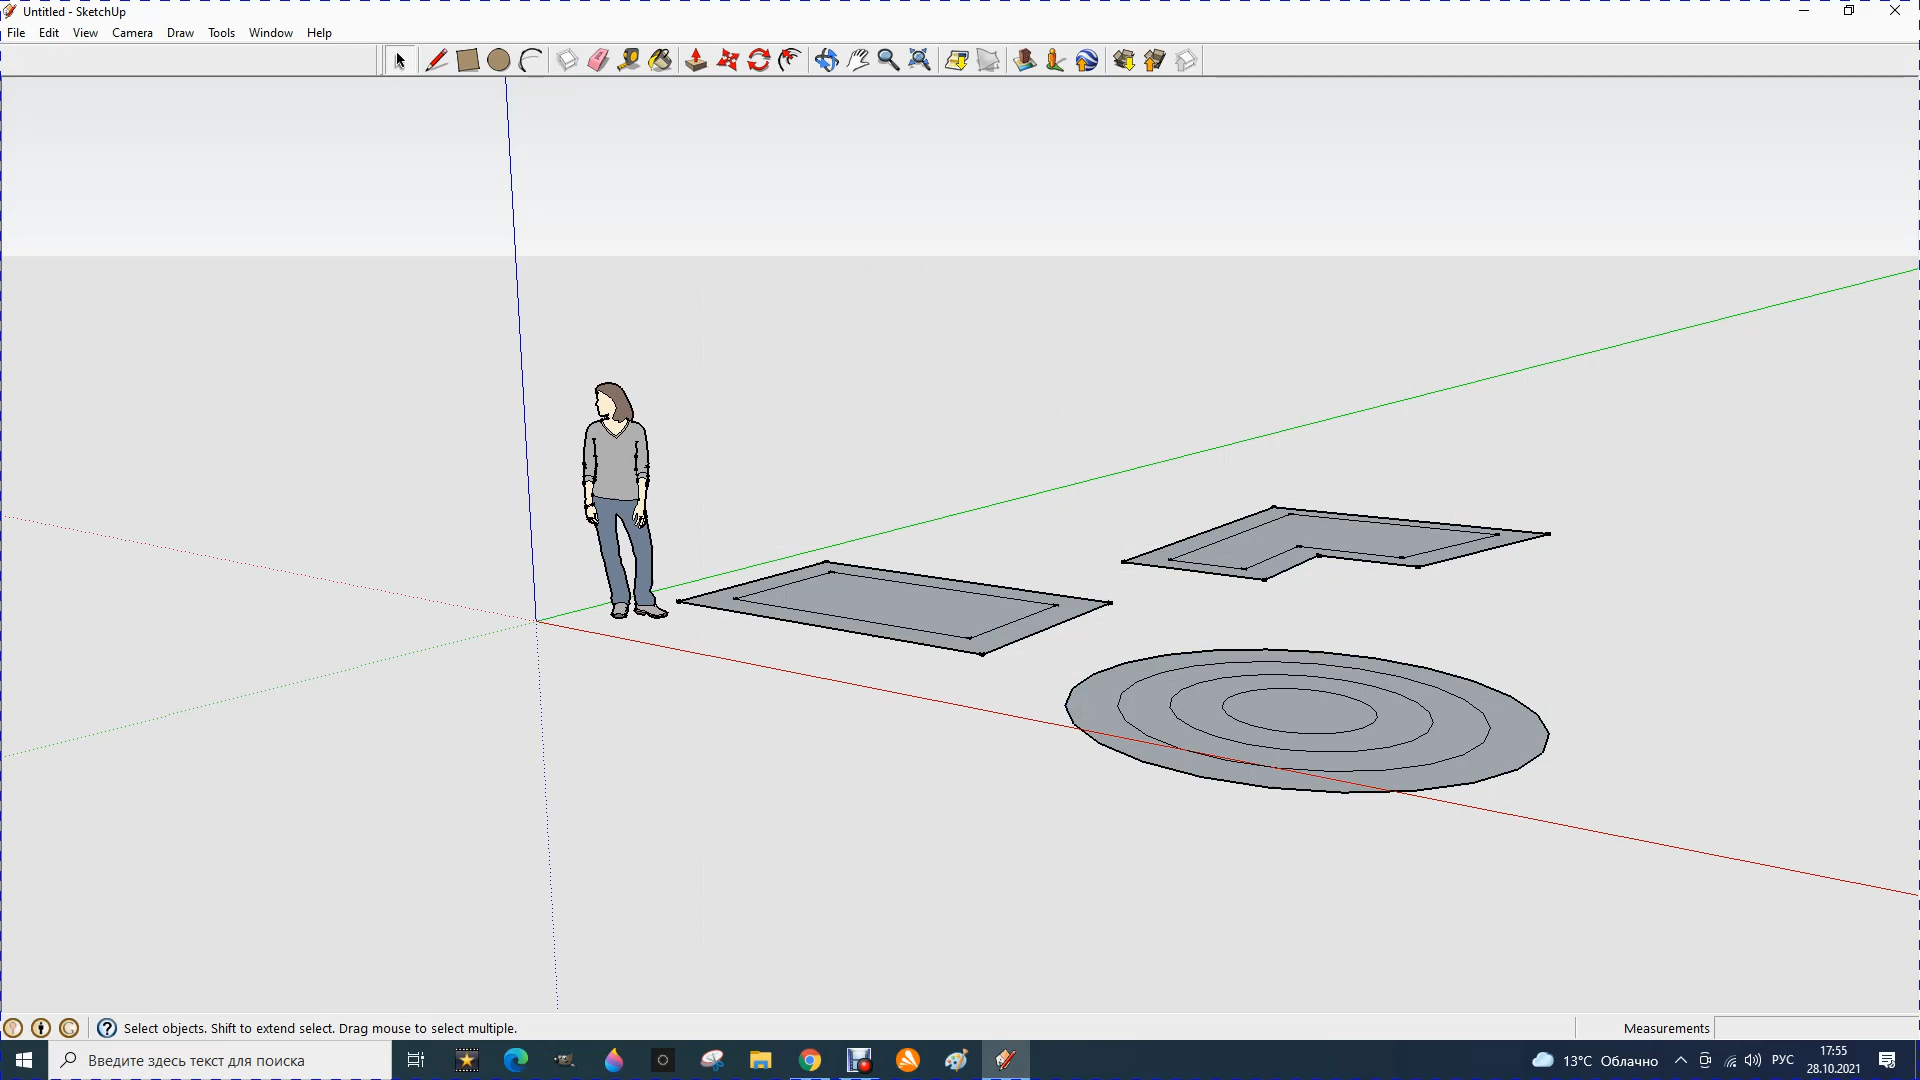 Untitled - SketchUp
File Edit View Camera Draw Tools Window Help
Select objects. Shift to extend select. Drag mouse to select multiple.
Measurements
Введите здесь текст для поиска
13°C Облачно
РУС
17:55
28.10.2021